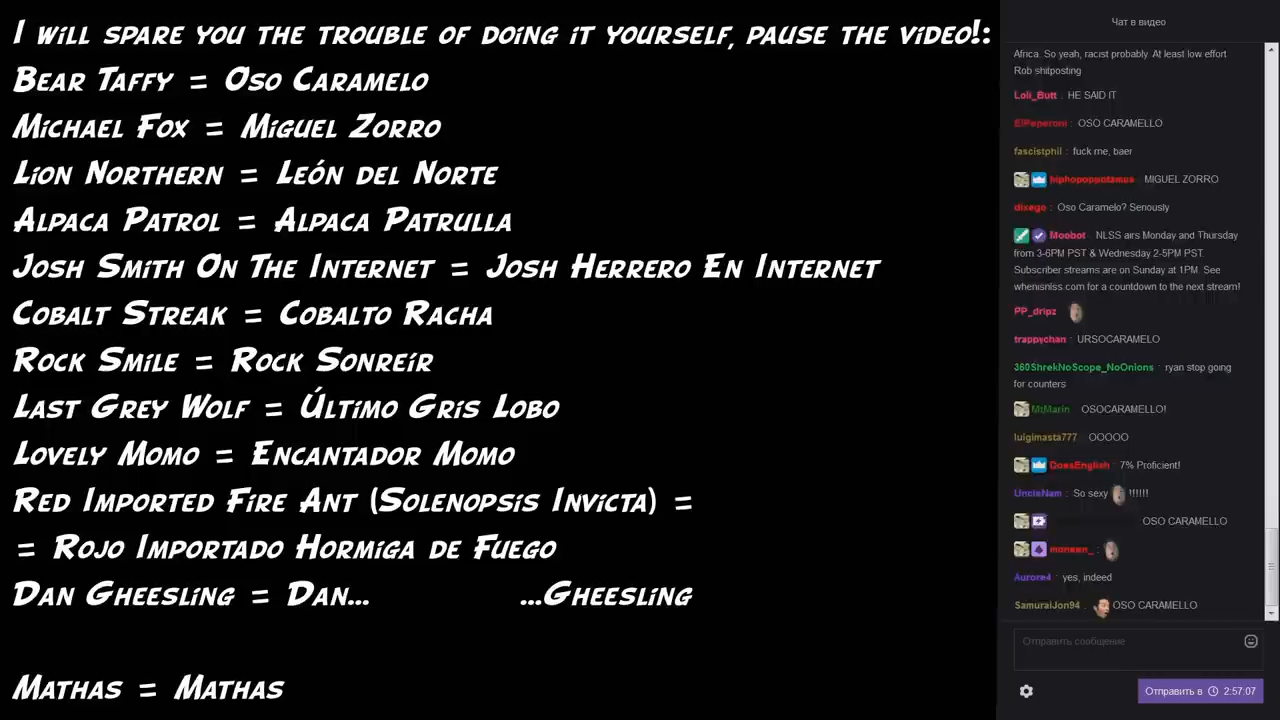 I will spare you the trouble of doing it yourself, pause the video!:
Bear Taffy = Oso Caramelo
Michael Fox = Miguel Zorro
Lion Northern = León del Norte
Alpaca Patrol = Alpaca Patrulla
Josh Smith On The Internet = Josh Herrero En Internet
Cobalt Streak = Cobalto Racha
Rock Smile = Rock Sonreír
Last Grey Wolf = Último Gris Lobo
Lovely Momo = Encantador Momo
Red Imported Fire Ant (Solenopsis Invicta) =
= Rojo Importado Hormiga de Fuego
Dan Gheesling = Dan... ...Gheesling
Mathas = Mathas
Чат в видео
Africa. So yeah, racist probably. At least low effort
Rob shitposting
Loli_Butt : HE SAID IT
ElPeperoni : OSO CARAMELLO
fascistphil : fuck me, baer
hiphopoppotamus MIGUEL ZORRO
dixego : Oso Caramelo? Seriously
Moobot NLSS airs Monday and Thursday
from 3-6PM PST & Wednesday 2-5PM PST.
Subscriber streams are on Sunday at 1PM. See
whenisnlss.com for a countdown to the next stream!
PP_dripz
trappychan : URSOCARAMELO
360ShrekNoScope_NoOnions : ryan stop going
for counters
MtMarin : OSOCARAMELLO!
luigimasta777 OOOOO
DoesEnglish : 7% Proficient!
UncleNam : So sexy !!!!!!
OSO CARAMELLO
moneen_ :
Aurore4 : yes, indeed
SamuraiJon94 . OSO CARAMELLO
Отправить сообщение
Отправить в 2:57:07